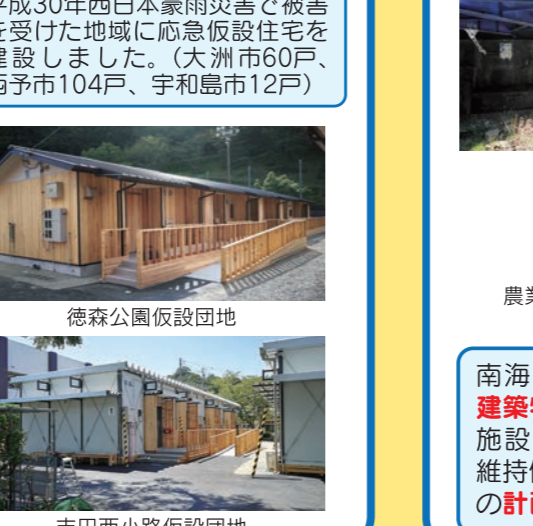 平成30年西日本豪雨災害で被害
を受けた地域に応急仮設住宅を
建設しました。(大洲市60戸、
西予市104戸、宇和島市12戸)
徳森公園仮設団地
吉田西小路仮設団地
農業
南海
建築物
施設
維持
の計画